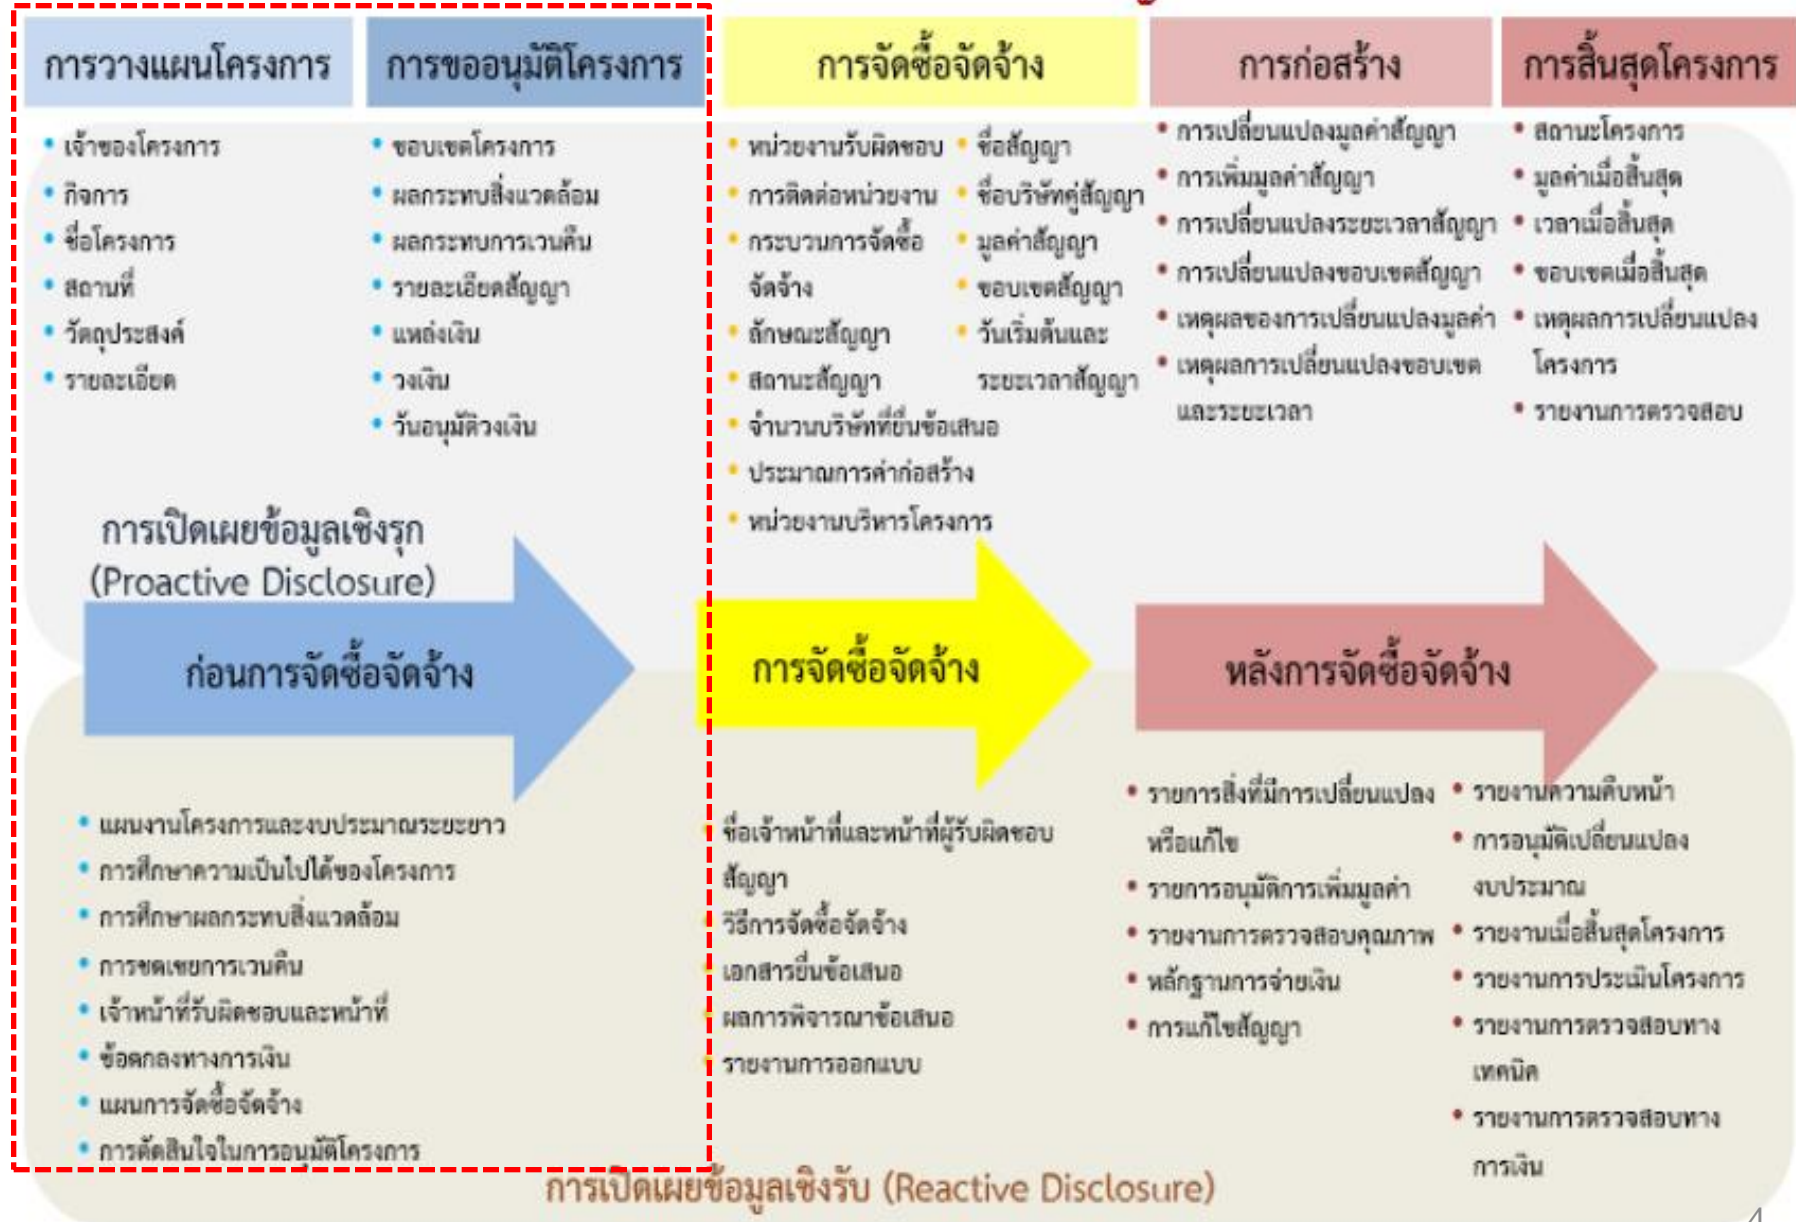 การวางแผนโครงการ
การขออนุมัติโครงการ
การจัดซื้อจัดจ้าง
การก่อสร้าง
การสิ้นสุดโครงการ
• เจ้าของโครงการ
• กิจการ
• ชื่อโครงการ
• สถานที่
• วัตถุประสงค์
• รายละเอียด
• ขอบเขตโครงการ
• ผลกระทบสิ่งแวดล้อม
• ผลกระทบการเวนคืน
• รายละเอียดสัญญา
• แหล่งเงิน
• วงเงิน
• วันอนุมัติวงเงิน
• หน่วยงานรับผิดชอบ
• การติดต่อหน่วยงาน
• กระบวนการจัดซื้อ
จัดจ้าง
• ลักษณะสัญญา
• สถานะสัญญา
• จำนวนบริษัทที่ยื่นข้อเสนอ
• ประมาณการค่าก่อสร้าง
• หน่วยงานบริหารโครงการ
• ชื่อสัญญา
• ชื่อบริษัทคู่สัญญา
• มูลค่าสัญญา
• ขอบเขตสัญญา
• วันเริ่มต้นและ
ระยะเวลาสัญญา
• การเปลี่ยนแปลงมูลค่าสัญญา
• การเพิ่มมูลค่าสัญญา
• การเปลี่ยนแปลงระยะเวลาสัญญา
• การเปลี่ยนแปลงขอบเขตสัญญา
• เหตุผลของการเปลี่ยนแปลงมูลค่า
• เหตุผลการเปลี่ยนแปลงขอบเขต
และระยะเวลา
• สถานะโครงการ
• มูลค่าเมื่อสิ้นสุด
• เวลาเมื่อสิ้นสุด
• ขอบเขตเมื่อสิ้นสุด
• เหตุผลการเปลี่ยนแปลง
โครงการ
• รายงานการตรวจสอบ
การเปิดเผยข้อมูลเชิงรุก
(Proactive Disclosure)
ก่อนการจัดซื้อจัดจ้าง
การจัดซื้อจัดจ้าง
หลังการจัดซื้อจัดจ้าง
• แผนงานโครงการและงบประมาณระยะยาว
• การศึกษาความเป็นไปได้ของโครงการ
• การศึกษาผลกระทบสิ่งแวดล้อม
• การชดเชยการเวนคืน
• เจ้าหน้าที่รับผิดชอบและหน้าที่
• ข้อตกลงทางการเงิน
• แผนการจัดซื้อจัดจ้าง
• การตัดสินใจในการอนุมัติโครงการ
• ชื่อเจ้าหน้าที่และหน้าที่ผู้รับผิดชอบ
สัญญา
• วิธีการจัดซื้อจัดจ้าง
• เอกสารยื่นข้อเสนอ
• ผลการพิจารณาข้อเสนอ
• รายงานการออกแบบ
• รายการสิ่งที่มีการเปลี่ยนแปลง
หรือแก้ไข
• รายการอนุมัติการเพิ่มมูลค่า
• รายงานการตรวจสอบคุณภาพ
• หลักฐานการจ่ายเงิน
• การแก้ไขสัญญา
• รายงานความคืบหน้า
• การอนุมัติเปลี่ยนแปลง
งบประมาณ
• รายงานเมื่อสิ้นสุดโครงการ
• รายงานการประเมินโครงการ
• รายงานการตรวจสอบทาง
เทคนิค
• รายงานการตรวจสอบทาง
การเงิน
การเปิดเผยข้อมูลเชิงรับ (Reactive Disclosure)
4